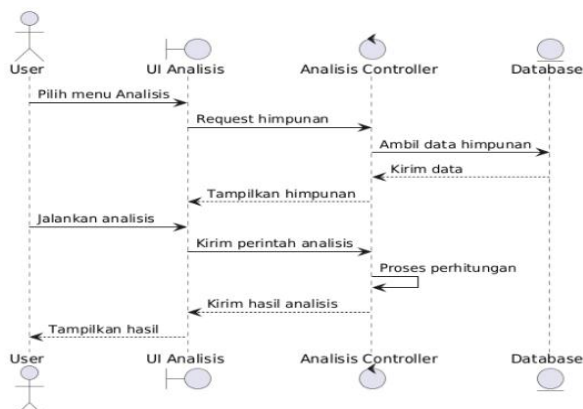 User UI Analisis Analisis Controller Database
Pilih menu Analisis
Request himpunan
Ambil data himpunan
Kirim data
Tampilkan himpunan
Jalankan analisis
Kirim perintah analisis
Proses perhitungan
Kirim hasil analisis
Tampilkan hasil
User UI Analisis Analisis Controller Database